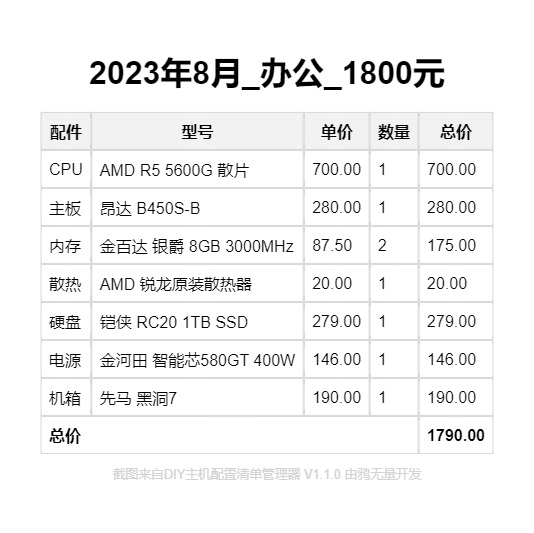 2023年8月_办公_1800元
配件 型号 单价 数量 总价
CPU AMD R5 5600G 散片 700.00 1 700.00
主板 昂达 B450S-B 280.00 1 280.00
内存 金百达 银爵 8GB 3000MHz 87.50 2 175.00
散热 AMD 锐龙原装散热器 20.00 1 20.00
硬盘 铠侠 RC20 1TB SSD 279.00 1 279.00
电源 金河田 智能芯580GT 400W 146.00 1 146.00
机箱 先马 黑洞7 190.00 1 190.00
总价 1790.00
截图来自DIY主机配置清单管理器 V1.1.0 由鸦无量开发